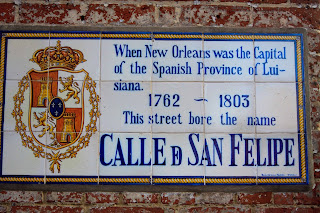 When New Orleans was the Capital
of the Spanish Province of Lui-
siana.
1762 ~ 1803
This street bore the name
CALLE D SAN FELIPE